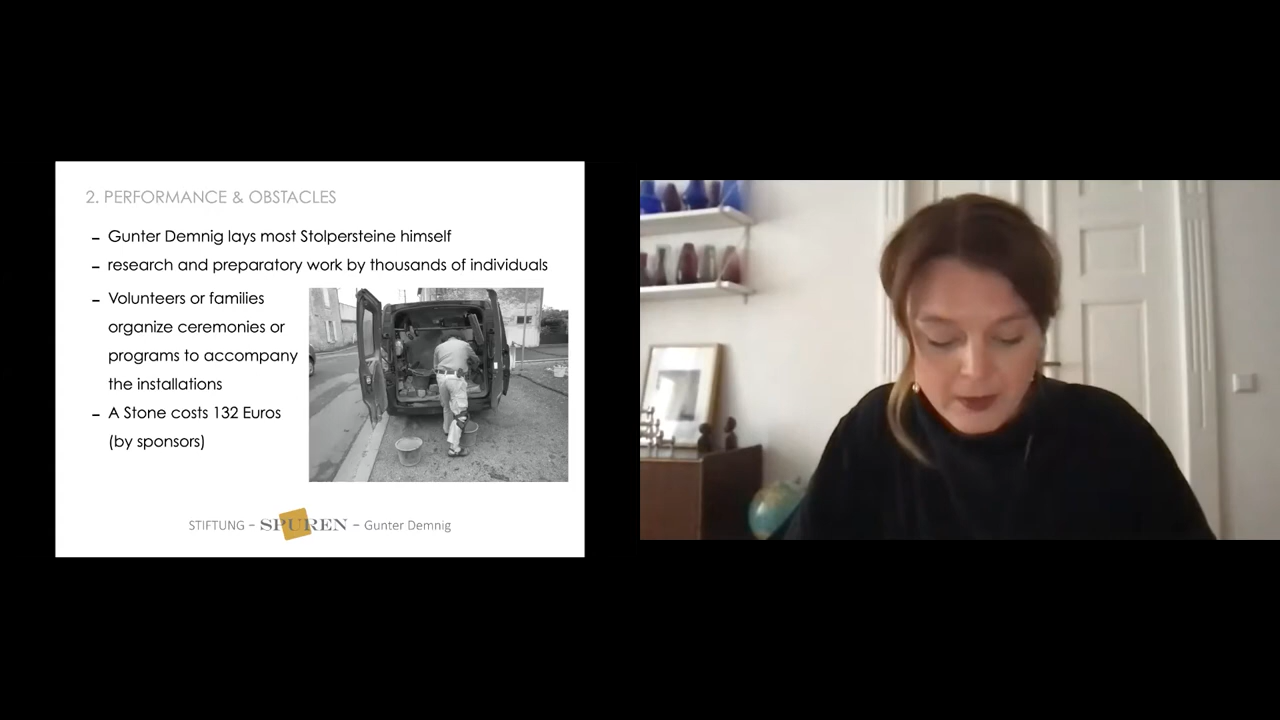 2. PERFORMANCE & OBSTACLES
– Gunter Demnig lays most Stolpersteine himself
– research and preparatory work by thousands of individuals
– Volunteers or families
organize ceremonies or
programs to accompany
the installations
– A Stone costs 132 Euros
(by sponsors)
STIFTUNG – SPUREN – Gunter Demnig